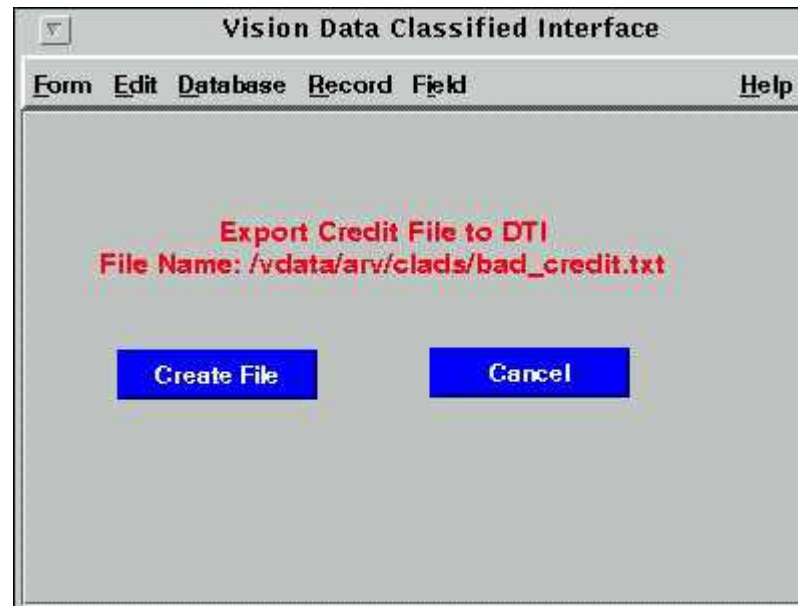 Vision Data Classified Interface
Form Edit Database Record Field Help
Export Credit File to DTI
File Name: /vdata/arv/clads/bad_credit.txt
Create File Cancel